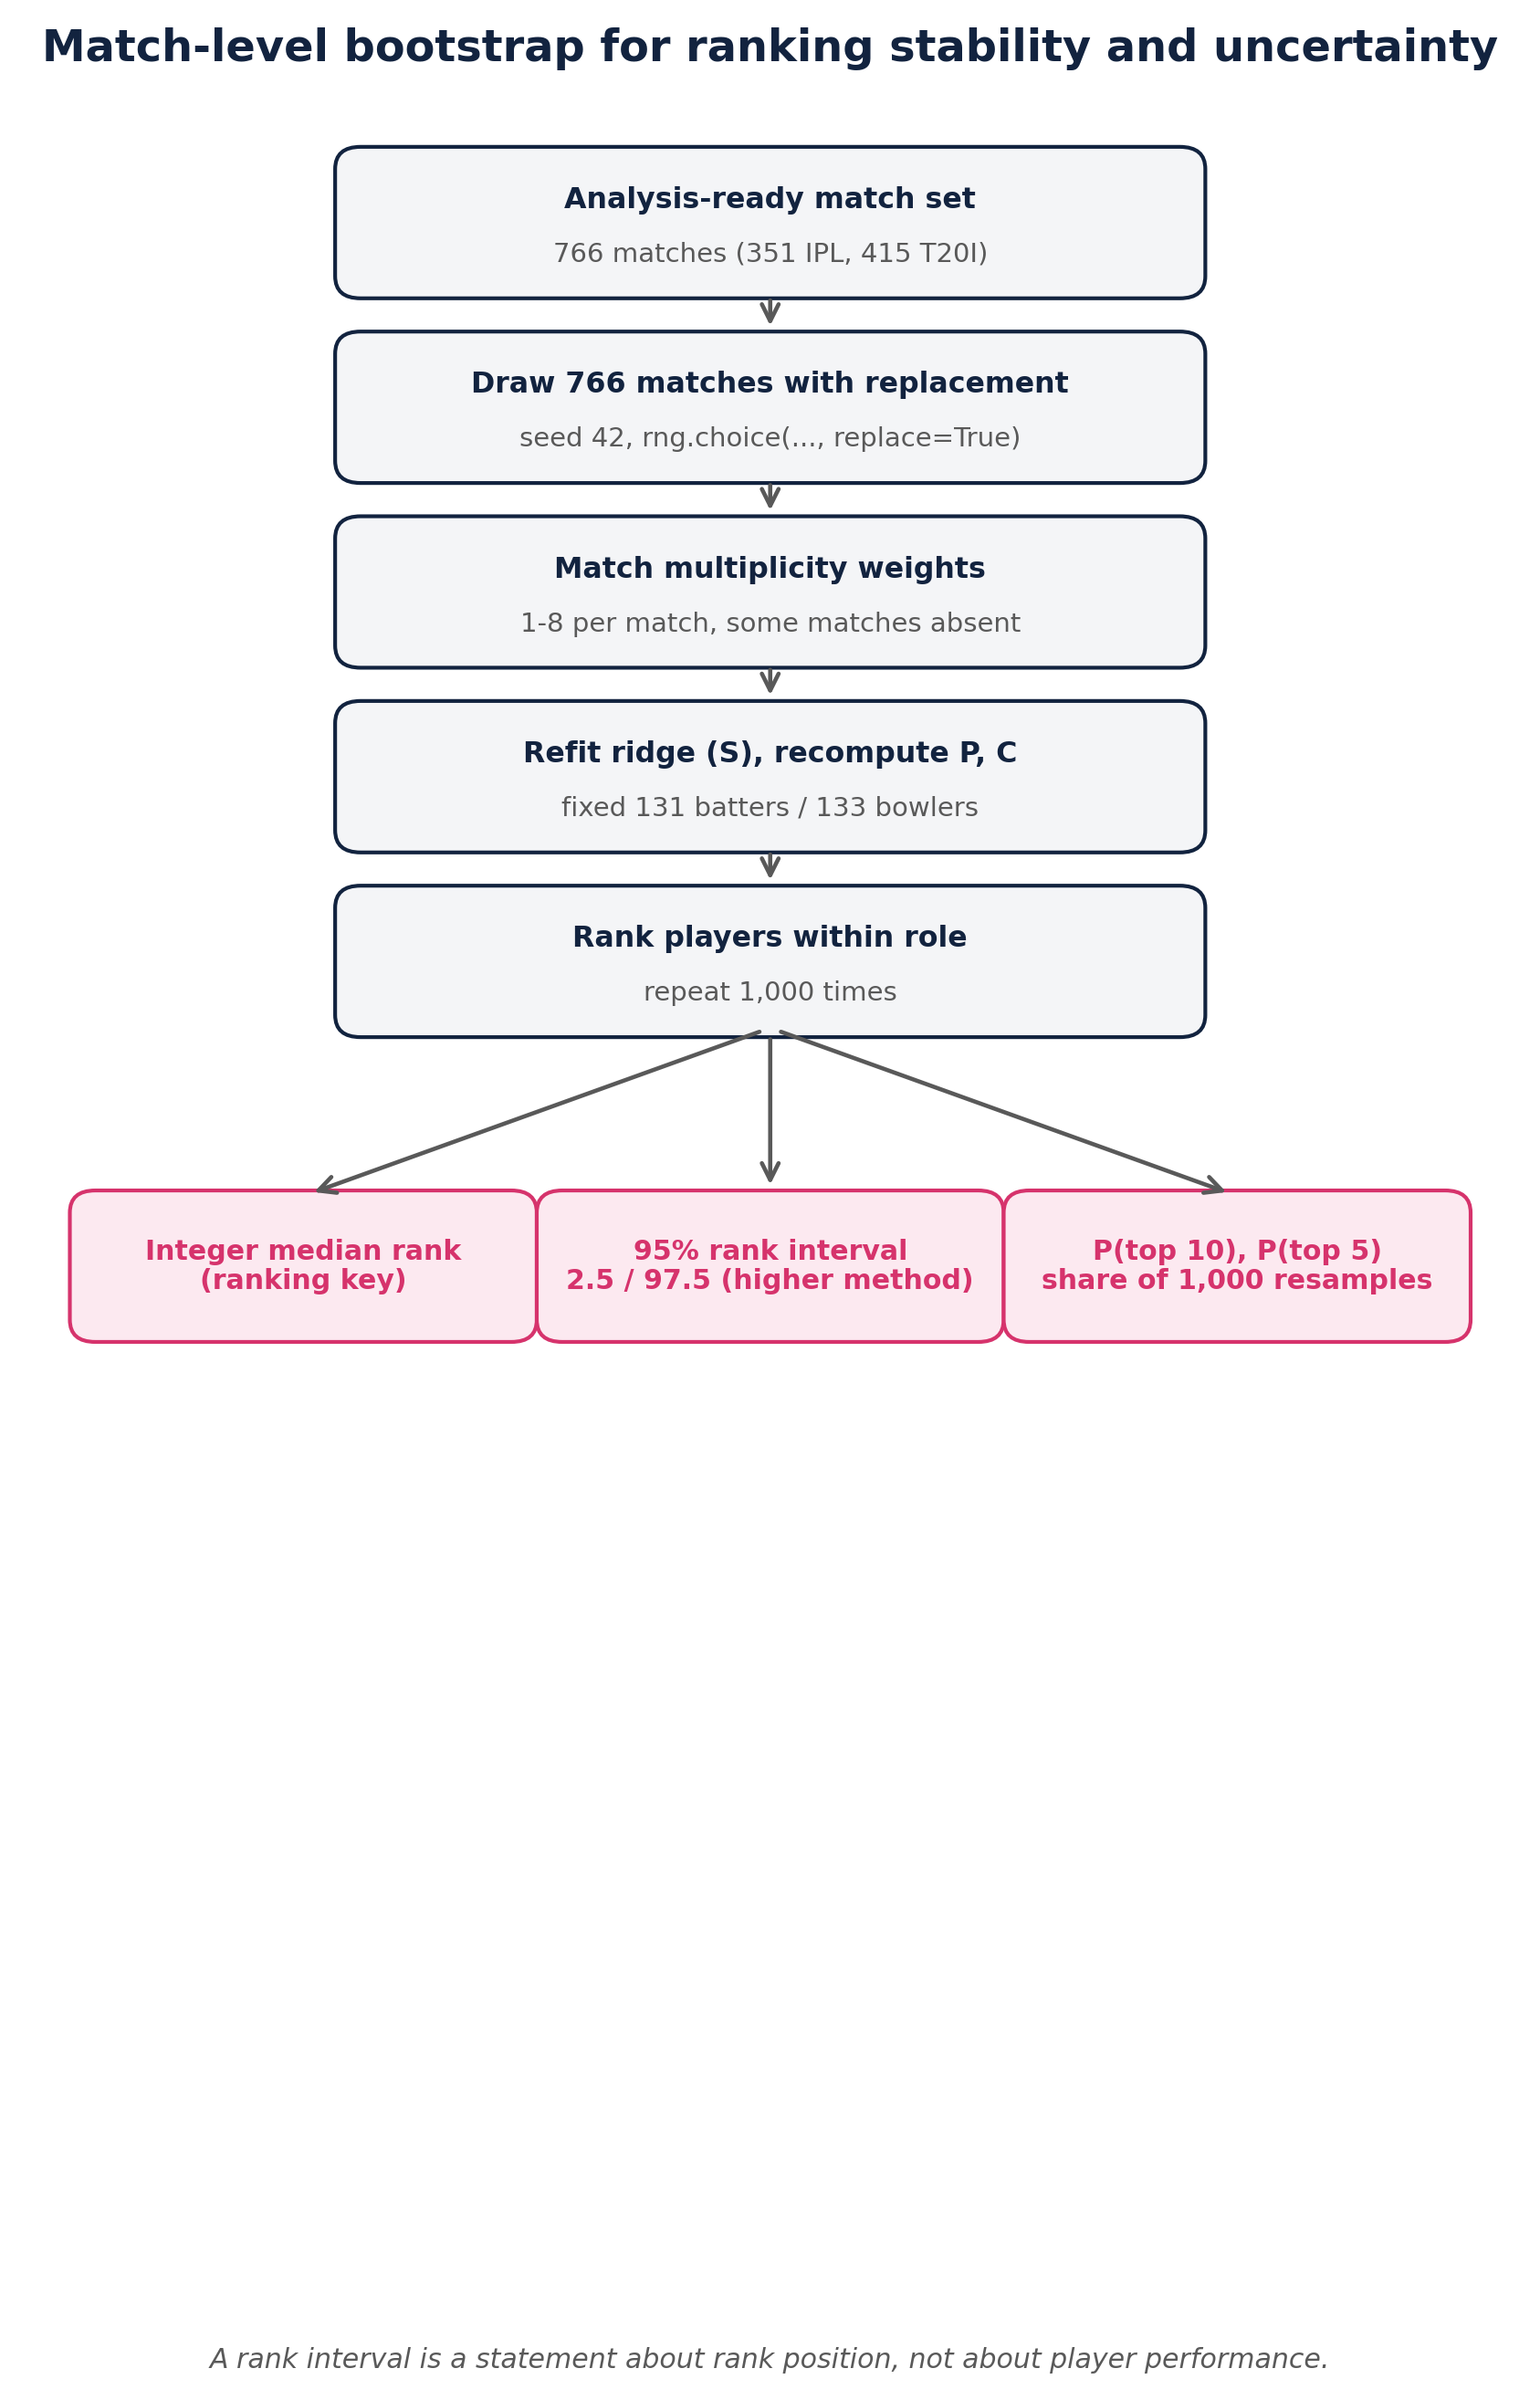 Match-level bootstrap for ranking stability and uncertainty
Analysis-ready match set
766 matches (351 IPL, 415 T20I)
Draw 766 matches with replacement
seed 42, rng.choice(..., replace=True)
Match multiplicity weights
1-8 per match, some matches absent
Refit ridge (S), recompute P, C
fixed 131 batters / 133 bowlers
Rank players within role
repeat 1,000 times
Integer median rank
(ranking key)
95% rank interval
2.5 / 97.5 (higher method)
P(top 10), P(top 5)
share of 1,000 resamples
A rank interval is a statement about rank position, not about player performance.